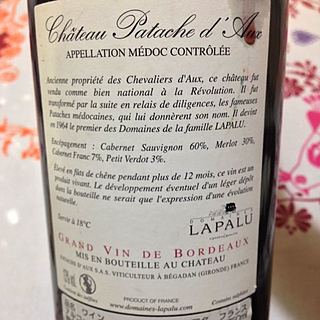 Château Patache d'Aux
APPELLATION MÉDOC CONTRÔLÉE
Ancienne propriété des Chevaliers d'Aux, ce château fut
vendu comme bien national à la Révolution. Il fut
transformé par la suite en relais de diligences, les fameuses
Pataches médocaines, qui lui donnèrent son nom. Il devint
en 1964 le premier des Domaines de la famille LAPALU.
Encépagement : Cabernet Sauvignon 60%, Merlot 30%,
Cabernet Franc 7%, Petit Verdot 3%.
Elevé en fûts de chêne pendant plus de 12 mois, ce vin est un
produit vivant. Le développement éventuel d'un léger dépôt
dans la bouteille ne serait que l'expression d'une évolution
naturelle.
Servir à 18°C
DOMAINES
LAPALU
GRAND VIN DE BORDEAUX
MIS EN BOUTEILLE AU CHATEAU
PATACHE D'AUX S.A.S. VITICULTEUR À BÉGADAN (GIRONDE) FRANCE
PRODUCT OF FRANCE
www.domaines-lapalu.com
Contains sulphites